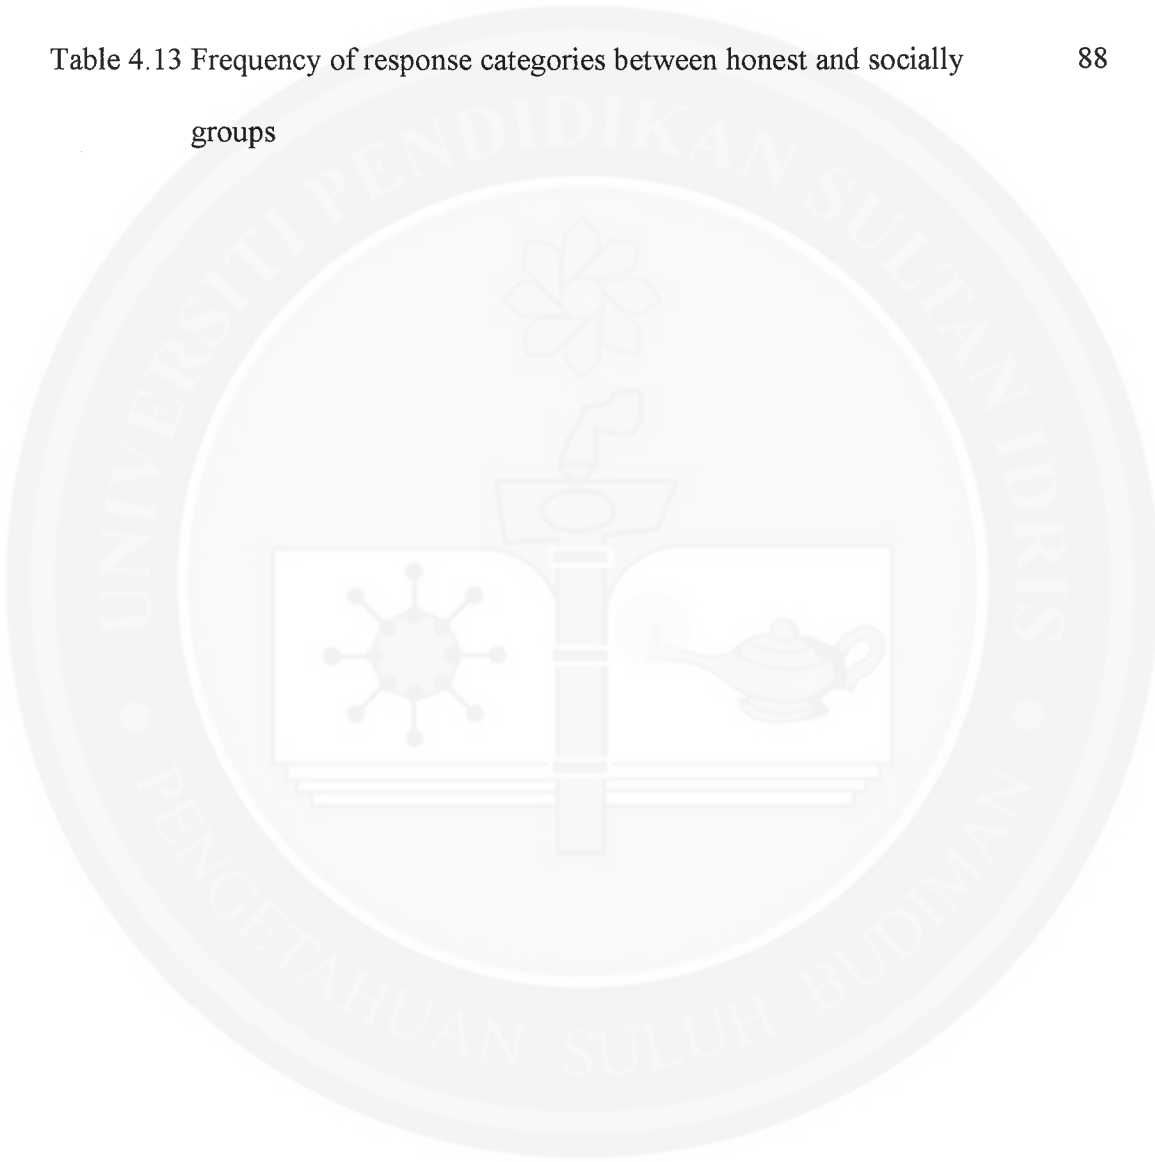 Table 4.13 Frequency of response categories between honest and socially 88
groups
UNIVERSITI PENDIDIKAN SULTAN IDRIS
PENGETAHUAN SULUH BUDIMAN